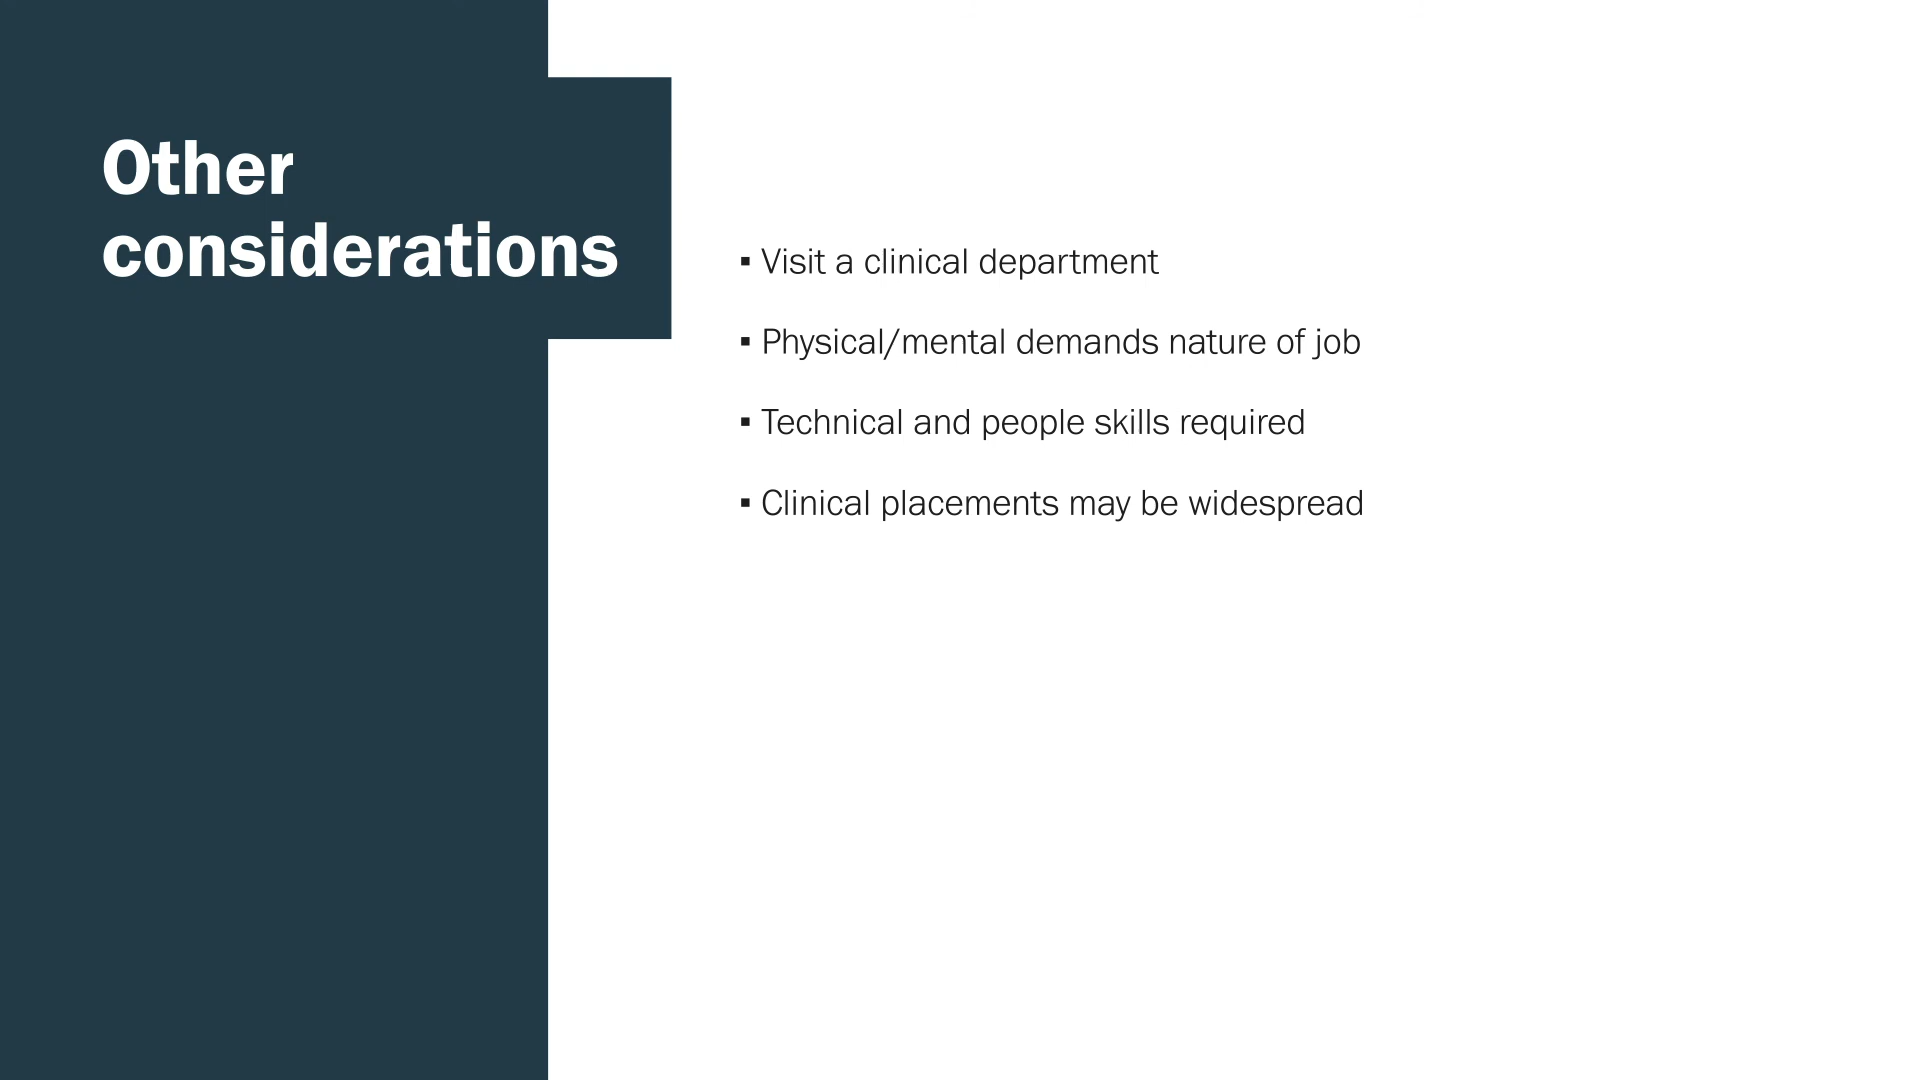 Other
considerations
▪ Visit a clinical department
▪ Physical/mental demands nature of job
▪ Technical and people skills required
▪ Clinical placements may be widespread